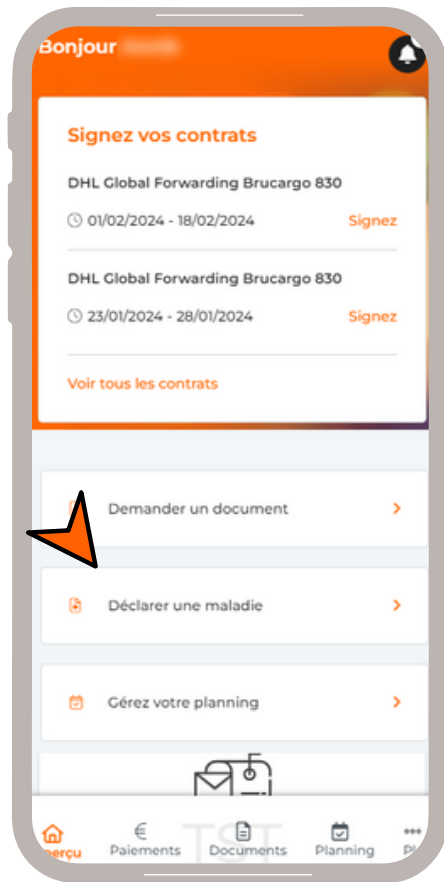 Bonjour
Signez vos contrats
DHL Global Forwarding Brucargo 830
01/02/2024 - 18/02/2024 Signez
DHL Global Forwarding Brucargo 830
23/01/2024 - 28/01/2024 Signez
Voir tous les contrats
Demander un document
Déclarer une maladie
Gérez votre planning
TST
Paiements Documents Planning